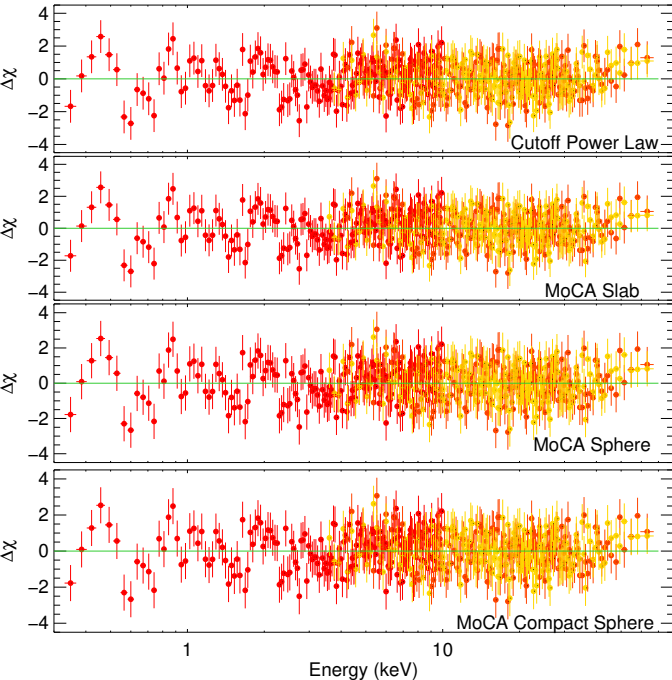 4
2
0
−2
−4
Δχ
Cutoff Power Law
4
2
0
−2
−4
Δχ
MoCA Slab
4
2
0
−2
−4
Δχ
MoCA Sphere
4
2
0
−2
−4
Δχ
MoCA Compact Sphere
1 10
Energy (keV)